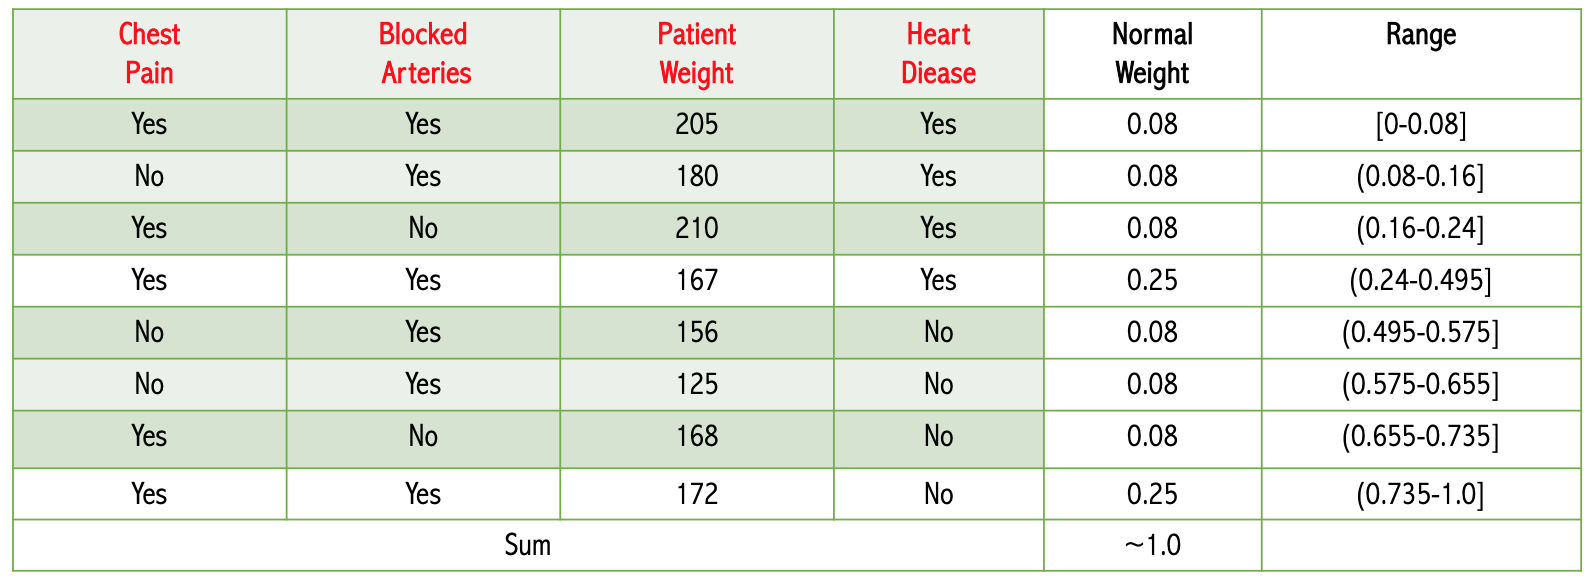 Chest Pain Blocked Arteries Patient Weight Heart Diease Normal Weight Range
Yes Yes 205 Yes 0.08 [0-0.08]
No Yes 180 Yes 0.08 (0.08-0.16]
Yes No 210 Yes 0.08 (0.16-0.24]
Yes Yes 167 Yes 0.25 (0.24-0.495]
No Yes 156 No 0.08 (0.495-0.575]
No Yes 125 No 0.08 (0.575-0.655]
Yes No 168 No 0.08 (0.655-0.735]
Yes Yes 172 No 0.25 (0.735-1.0]
Sum ~1.0